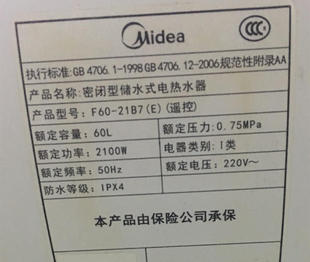 Midea
CCC
执行标准:GB 4706.1-1998 GB 4706.12-2006规范性附录AA
产品名称: 密闭型储水式电热水器
产品型号: F60-21B7(E)(遥控)
额定容量: 60L
额定压力: 0.75MPa
额定功率: 2100W
电器类别: I类
额定频率: 50Hz
额定电压: 220V～
防水等级: IPX4
本产品由保险公司承保